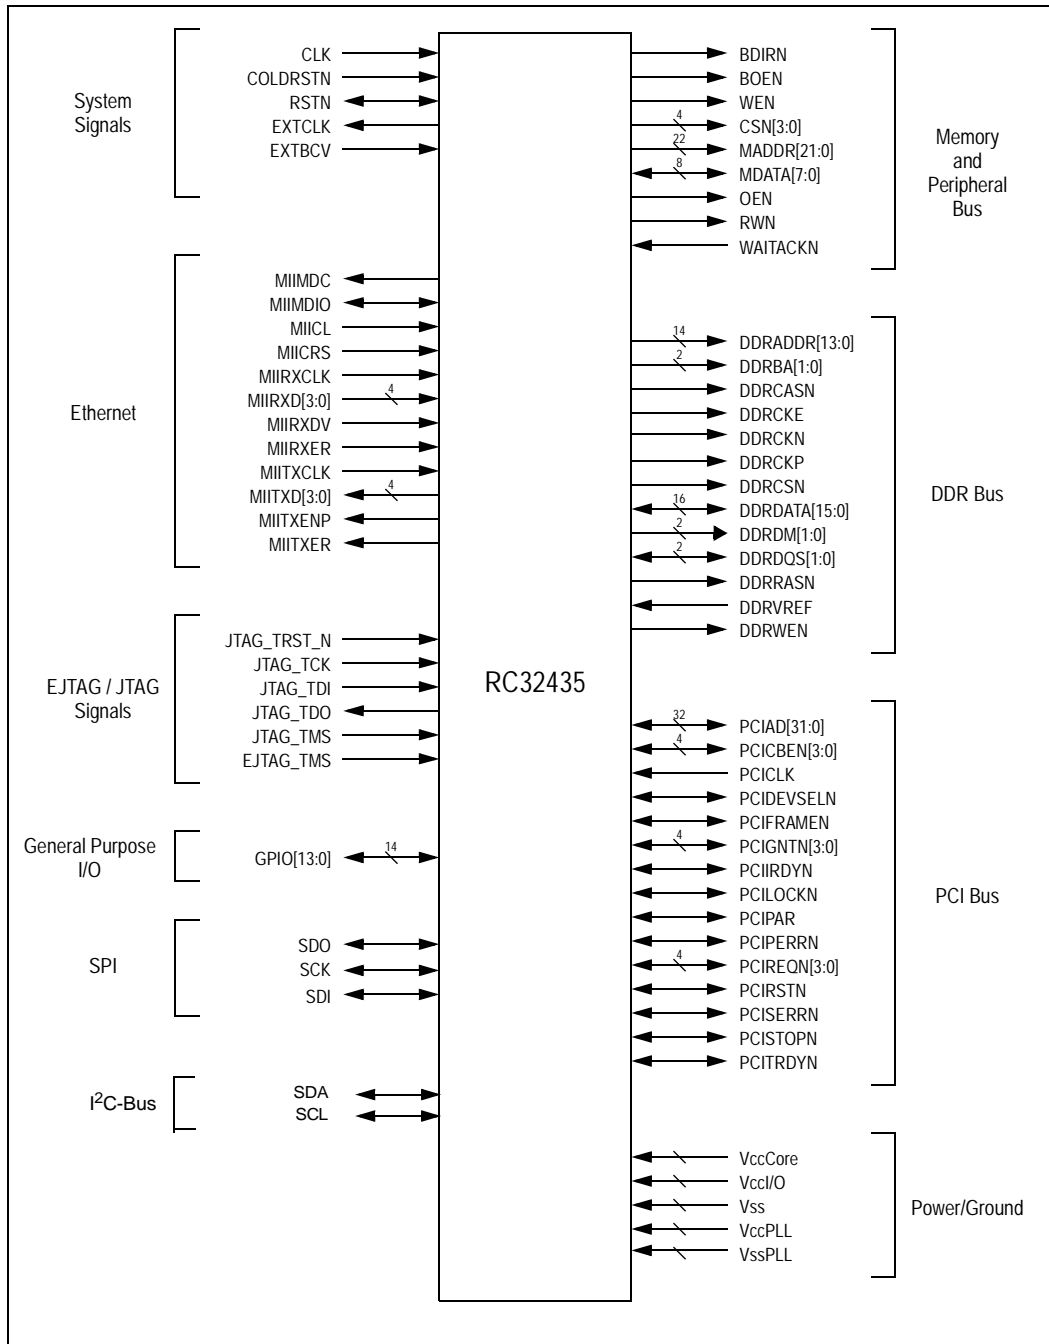 System
Signals
CLK
COLDRSTN
RSTN
EXTCLK
EXTBCV
Ethernet
MIIMDC
MIIMDIO
MIICL
MIICRS
MIIRXCLK
MIIRXD[3:0] 4
MIIRXDV
MIIRXER
MIITXCLK
MIITXD[3:0] 4
MIITXENP
MIITXER
EJTAG / JTAG
Signals
JTAG_TRST_N
JTAG_TCK
JTAG_TDI
JTAG_TDO
JTAG_TMS
EJTAG_TMS
General Purpose
I/O
GPIO[13:0] 14
SPI
SDO
SCK
SDI
I²C-Bus
SDA
SCL
RC32435
BDIRN
BOEN
WEN
4 CSN[3:0]
22 MADDR[21:0]
8 MDATA[7:0]
OEN
RWN
WAITACKN
Memory
and
Peripheral
Bus
14 DDRADDR[13:0]
2 DDRBA[1:0]
DDRCASN
DDRCKE
DDRCKN
DDRCKP
DDRCSN
16 DDRDATA[15:0]
2 DDRDM[1:0]
2 DDRDQS[1:0]
DDRRASN
DDRVREF
DDRWEN
DDR Bus
32 PCIAD[31:0]
4 PCICBEN[3:0]
PCICLK
PCIDEVSELN
PCIFRAMEN
4 PCIGNTN[3:0]
PCIIRDYN
PCILOCKN
PCIPAR
PCIPERRN
4 PCIREQN[3:0]
PCIRSTN
PCISERRN
PCISTOPN
PCITRDYN
PCI Bus
VccCore
VccI/O
Vss
VccPLL
VssPLL
Power/Ground